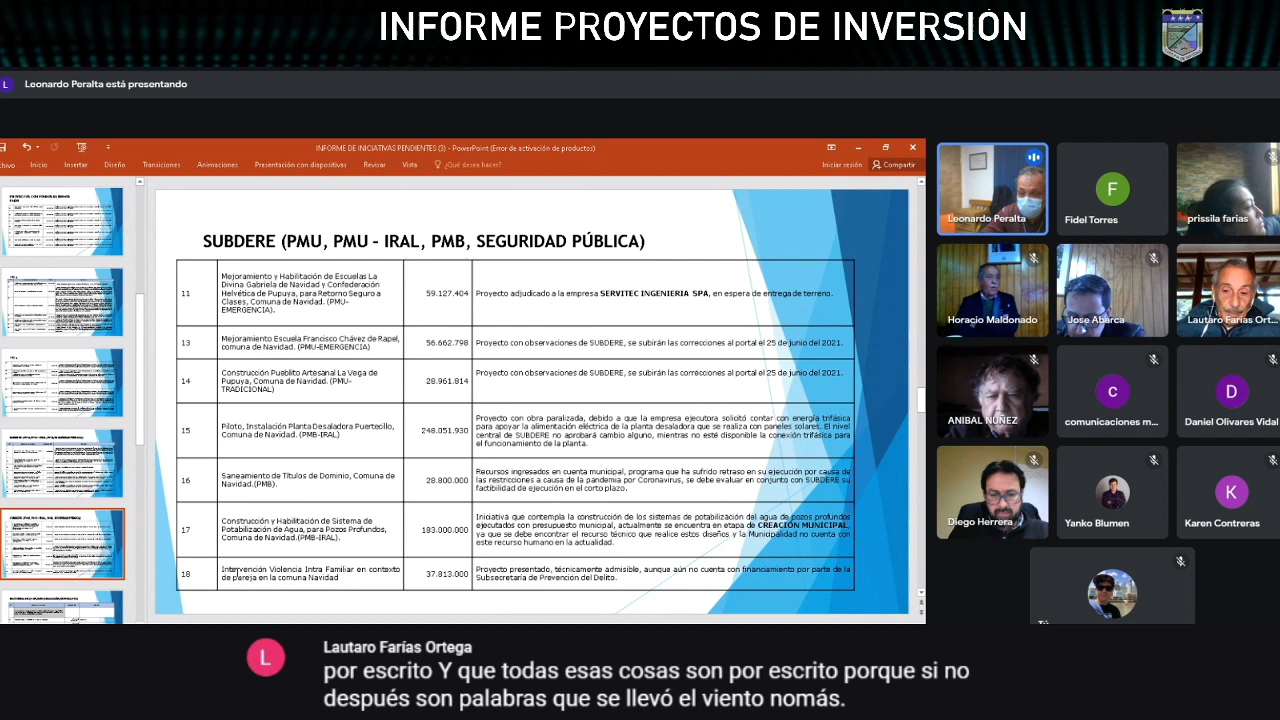 INFORME PROYECTOS DE INVERSIÓN
L
Leonardo Peralta está presentando
INFORME DE INICIATIVAS PENDIENTES (3) - PowerPoint (Error de activación de productos)
Inicio Insertar Diseño Transiciones Animaciones Presentación con diapositivas Revisar Vista ¿Qué desea hacer? Iniciar sesión Compartir
SUBDERE (PMU, PMU – IRAL, PMB, SEGURIDAD PÚBLICA)
11
Mejoramiento y Habilitación de Escuelas La
Divina Gabriela de Navidad y Confederación
Helvética de Pupuya, para Retorno Seguro a
Clases, Comuna de Navidad. (PMU-
EMERGENCIA).
59.127.404
Proyecto adjudicado a la empresa SERVITEC INGENIERIA SPA, en espera de entrega de terreno.
13
Mejoramiento Escuela Francisco Chávez de Rapel,
comuna de Navidad. (PMU-EMERGENCIA)
56.662.798
Proyecto con observaciones de SUBDERE, se subirán las correcciones al portal el 25 de junio del 2021.
14
Construcción Pueblito Artesanal La Vega de
Pupuya, Comuna de Navidad. (PMU-
TRADICIONAL)
28.961.814
Proyecto con observaciones de SUBDERE, se subirán las correcciones al portal el 25 de junio del 2021.
15
Piloto, Instalación Planta Desaladora Puertecillo,
Comuna de Navidad. (PMB-IRAL)
248.051.930
Proyecto con obra paralizada, debido a que la empresa ejecutora solicitó contar con energía trifásica
para apoyar la alimentación eléctrica de la planta desaladora que se realiza con paneles solares. El nivel
central de SUBDERE no aprobará cambio alguno, mientras no esté disponible la conexión trifásica para
el funcionamiento de la planta.
16
Saneamiento de Títulos de Dominio, Comuna de
Navidad.(PMB).
28.800.000
Recursos ingresados en cuenta municipal, programa que ha sufrido retraso en su ejecución por causa de
las restricciones a causa de la pandemia por Coronavirus, se debe evaluar en conjunto con SUBDERE su
factibilidad de ejecución en el corto plazo.
17
Construcción y Habilitación de Sistema de
Potabilización de Agua, para Pozos Profundos,
Comuna de Navidad.(PMB-IRAL).
183.000.000
Iniciativa que contempla la construcción de los sistemas de potabilización del agua de pozos profundos
ejecutados con presupuesto municipal, actualmente se encuentra en etapa de CREACIÓN MUNICIPAL,
ya que se debe encontrar el recurso técnico que realice estos diseños y la Municipalidad no cuenta con
este recurso humano en la actualidad.
18
Intervención Violencia Intra Familiar en contexto
de pareja en la comuna Navidad
37.813.000
Proyecto presentado, técnicamente admisible, aunque aún no cuenta con financiamiento por parte de la
Subsecretaría de Prevención del Delito.
Leonardo Peralta
F
Fidel Torres
prissila farias
Horacio Maldonado
Jose Abarca
Lautaro Farías Ort...
ANIBAL NUÑEZ
c
comunicaciones m...
D
Daniel Olivares Vidal
Diego Herrera
Yanko Blumen
K
Karen Contreras
L
Lautaro Farías Ortega
por escrito Y que todas esas cosas son por escrito porque si no
después son palabras que se llevó el viento nomás.